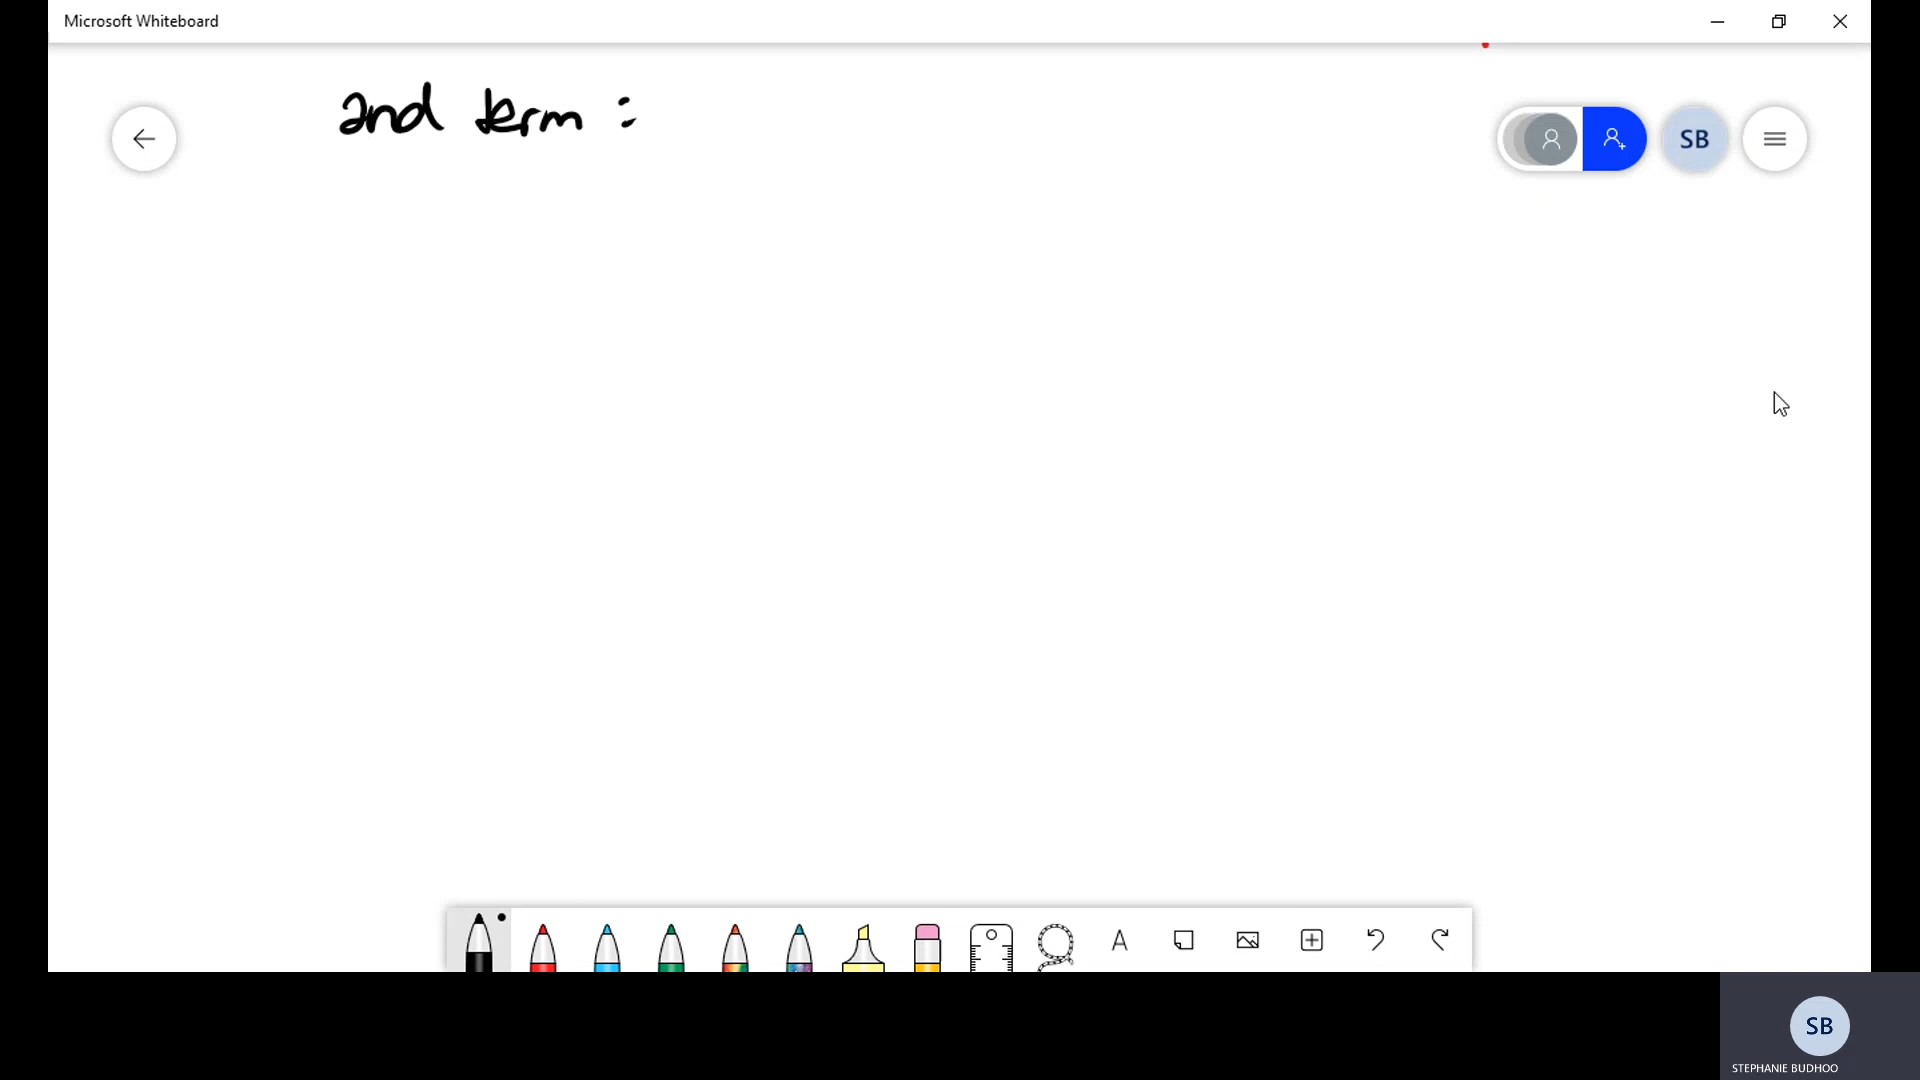 Microsoft Whiteboard
2nd term :
SB
A
SB
STEPHANIE BUDHOO